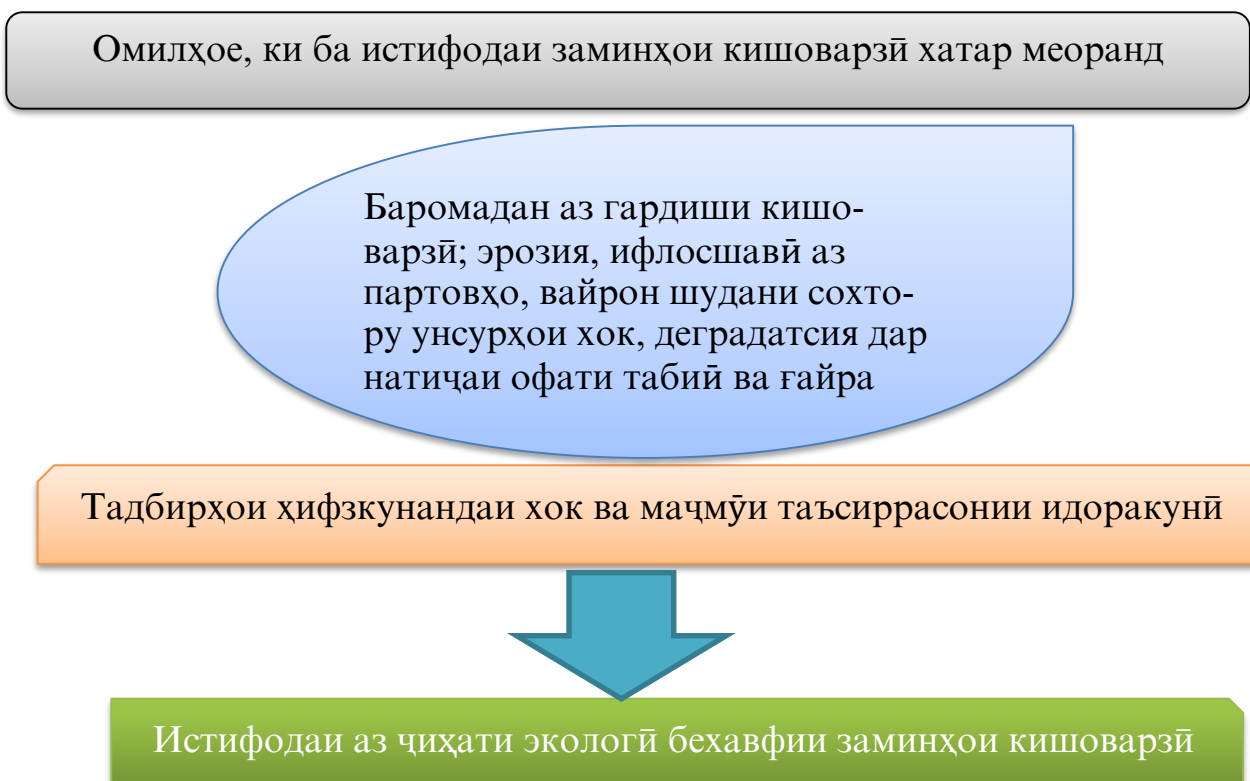 Омилҳое, ки ба истифодаи заминҳои кишоварзӣ хатар меоранд
Баромадан аз гардиши кишо-
варзӣ; эрозия, ифлосшавӣ аз
партовҳо, вайрон шудани сохто-
ру унсурҳои хок, деградатсия дар
натиҷаи офати табиӣ ва ғайра
Тадбирҳои ҳифзкунандаи хок ва маҷмӯи таъсиррасонии идоракунӣ
Истифодаи аз ҷиҳати экологӣ бехавфии заминҳои кишоварзӣ